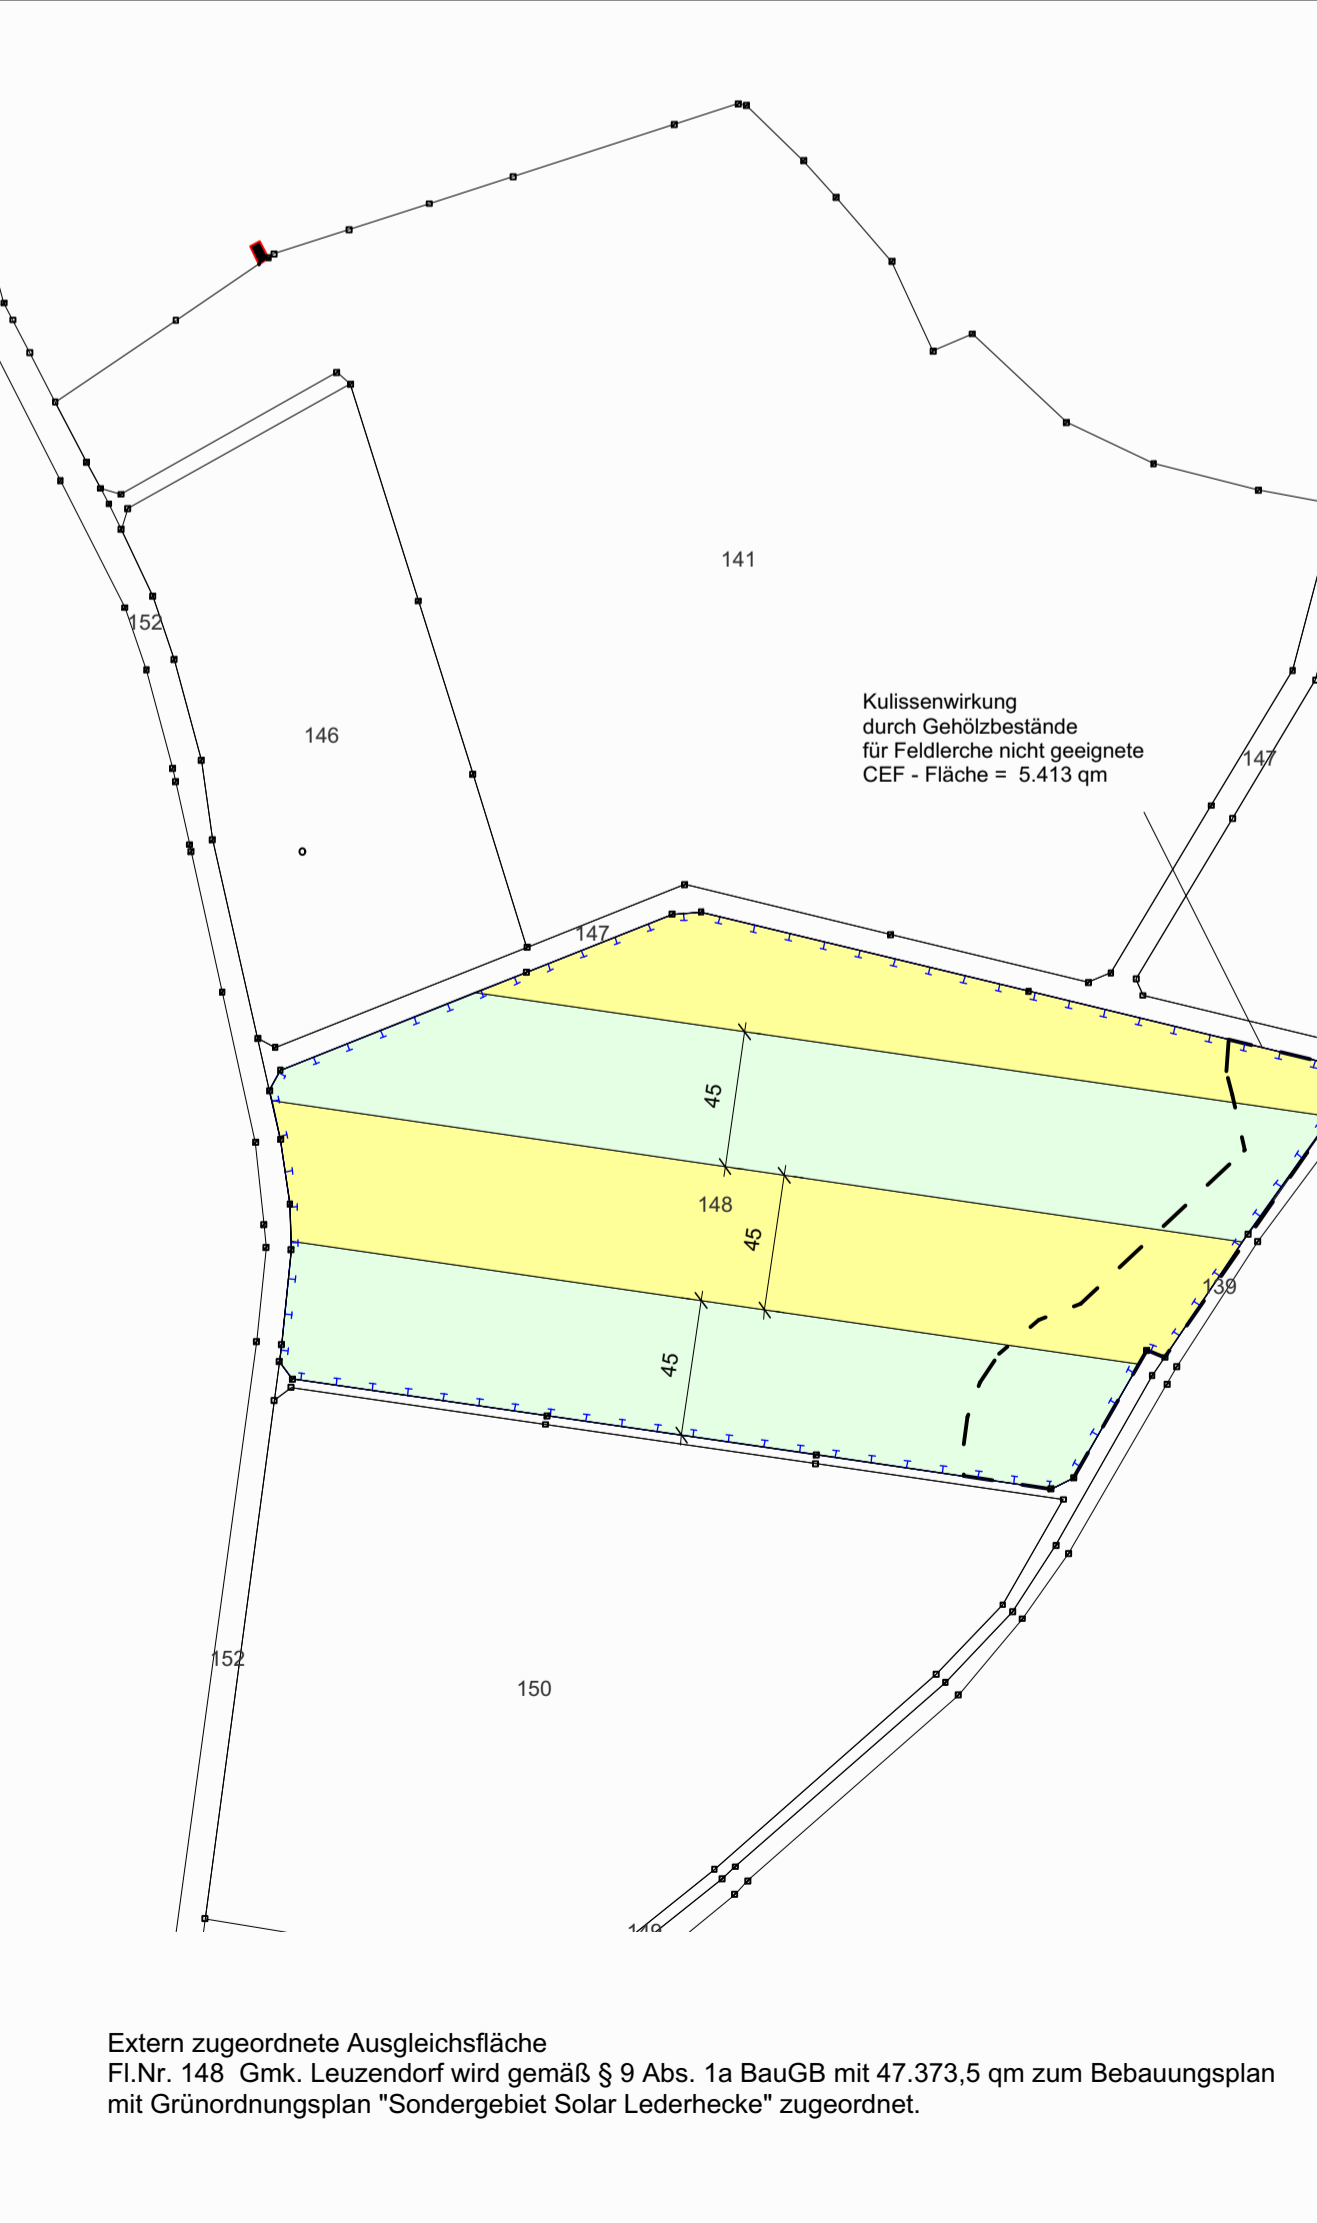 141
152
Kulissenwirkung
durch Gehölzbestände
für Feldlerche nicht geeignete
CEF - Fläche = 5.413 qm
146
147
147
45
148
45
139
45
152
150
149
Extern zugeordnete Ausgleichsfläche
Fl.Nr. 148 Gmk. Leuzendorf wird gemäß § 9 Abs. 1a BauGB mit 47.373,5 qm zum Bebauungsplan
mit Grünordnungsplan "Sondergebiet Solar Lederhecke" zugeordnet.